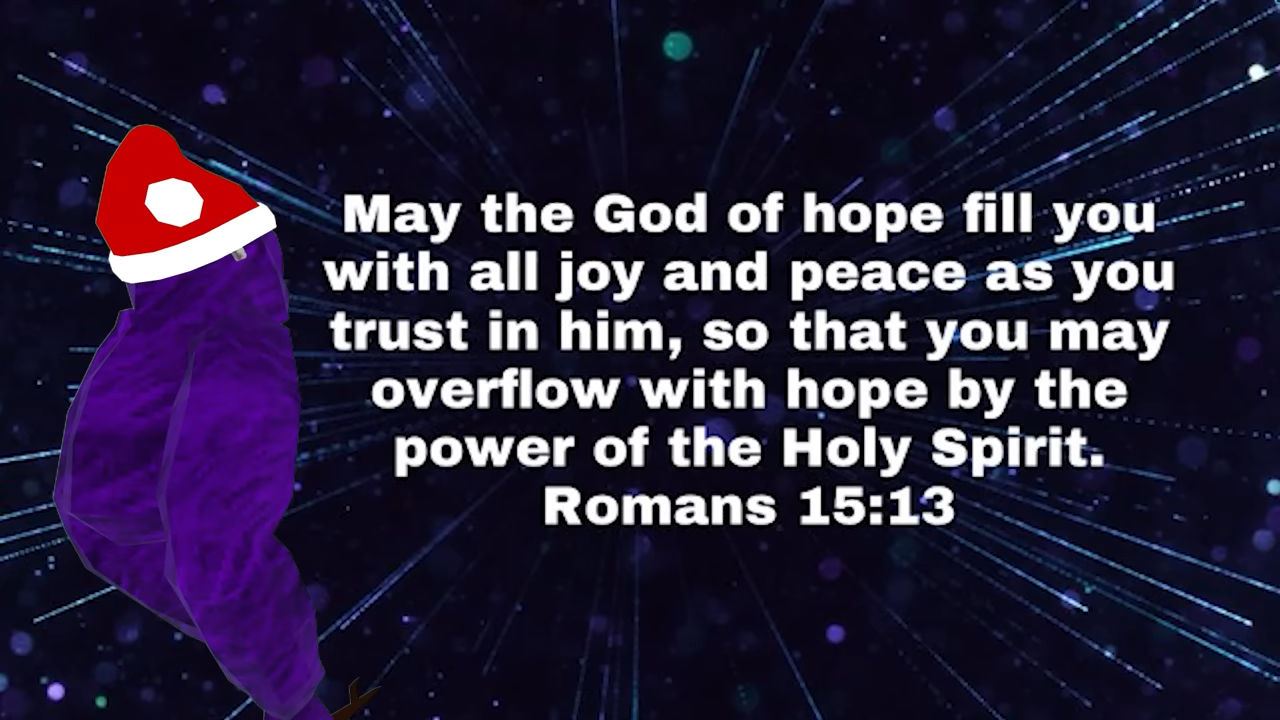 May the God of hope fill you
with all joy and peace as you
trust in him, so that you may
overflow with hope by the
power of the Holy Spirit.
Romans 15:13